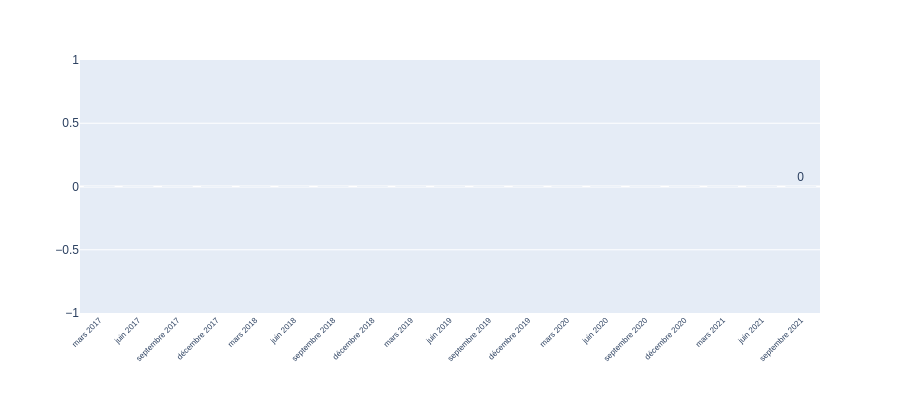 1
0.5
0
0
−0.5
−1
mars 2017
juin 2017
septembre 2017
décembre 2017
mars 2018
juin 2018
septembre 2018
décembre 2018
mars 2019
juin 2019
septembre 2019
décembre 2019
mars 2020
juin 2020
septembre 2020
décembre 2020
mars 2021
juin 2021
septembre 2021